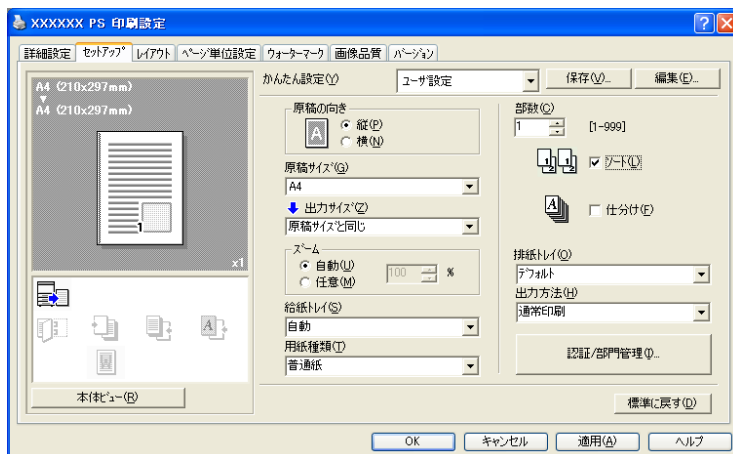 XXXXXX PS 印刷設定
詳細設定 セットアップ レイアウト ページ単位設定 ウォーターマーク 画像品質 バージョン
A4 (210x297mm)
A4 (210x297mm)
1
x1
本体ビュー(R)
かんたん設定(Y) ユーザ設定 保存(V)... 編集(E)...
原稿の向き
A
縦(P)
横(N)
原稿サイズ(G)
A4
出力サイズ(Z)
原稿サイズと同じ
ズーム
自動(U)
任意(M)
100 %
給紙トレイ(S)
自動
用紙種類(T)
普通紙
部数(C)
1 [1-999]
ソート(L)
仕分け(F)
排紙トレイ(O)
デフォルト
出力方法(H)
通常印刷
認証/部門管理(I)...
標準に戻す(D)
OK キャンセル 適用(A) ヘルプ